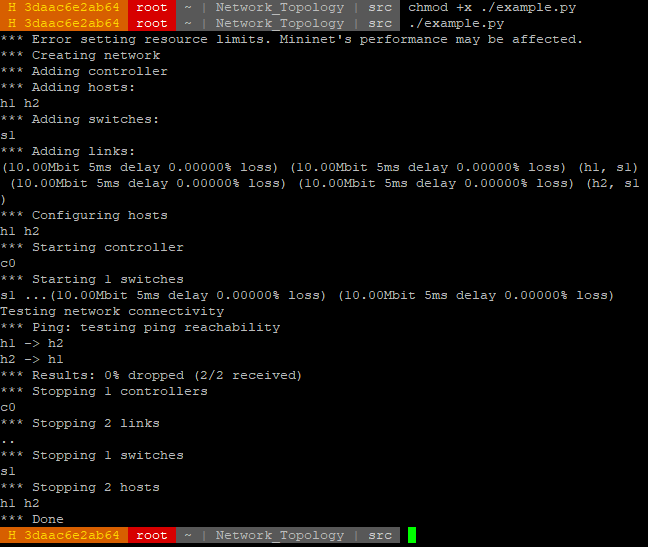 H 3daac6e2ab64 root ~ | Network_Topology | src chmod +x ./example.py
H 3daac6e2ab64 root ~ | Network_Topology | src ./example.py
*** Error setting resource limits. Mininet's performance may be affected.
*** Creating network
*** Adding controller
*** Adding hosts:
h1 h2
*** Adding switches:
s1
*** Adding links:
(10.00Mbit 5ms delay 0.00000% loss) (10.00Mbit 5ms delay 0.00000% loss) (h1, s1)
(10.00Mbit 5ms delay 0.00000% loss) (10.00Mbit 5ms delay 0.00000% loss) (h2, s1
)
*** Configuring hosts
h1 h2
*** Starting controller
c0
*** Starting 1 switches
s1 ...(10.00Mbit 5ms delay 0.00000% loss) (10.00Mbit 5ms delay 0.00000% loss)
Testing network connectivity
*** Ping: testing ping reachability
h1 -> h2
h2 -> h1
*** Results: 0% dropped (2/2 received)
*** Stopping 1 controllers
c0
*** Stopping 2 links
..
*** Stopping 1 switches
s1
*** Stopping 2 hosts
h1 h2
*** Done
H 3daac6e2ab64 root ~ | Network_Topology | src